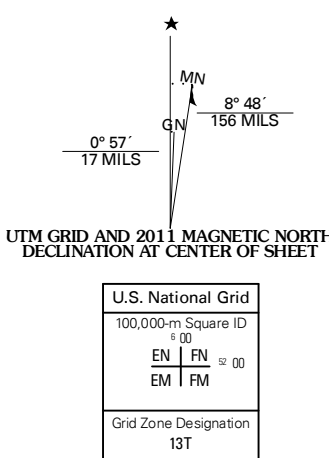 ★
MN
8° 48´
156 MILS
GN
0° 57´
17 MILS
UTM GRID AND 2011 MAGNETIC NORTH
DECLINATION AT CENTER OF SHEET
U.S. National Grid
100,000-m Square ID
6 00
EN FN 52 00
EM FM
Grid Zone Designation
13T